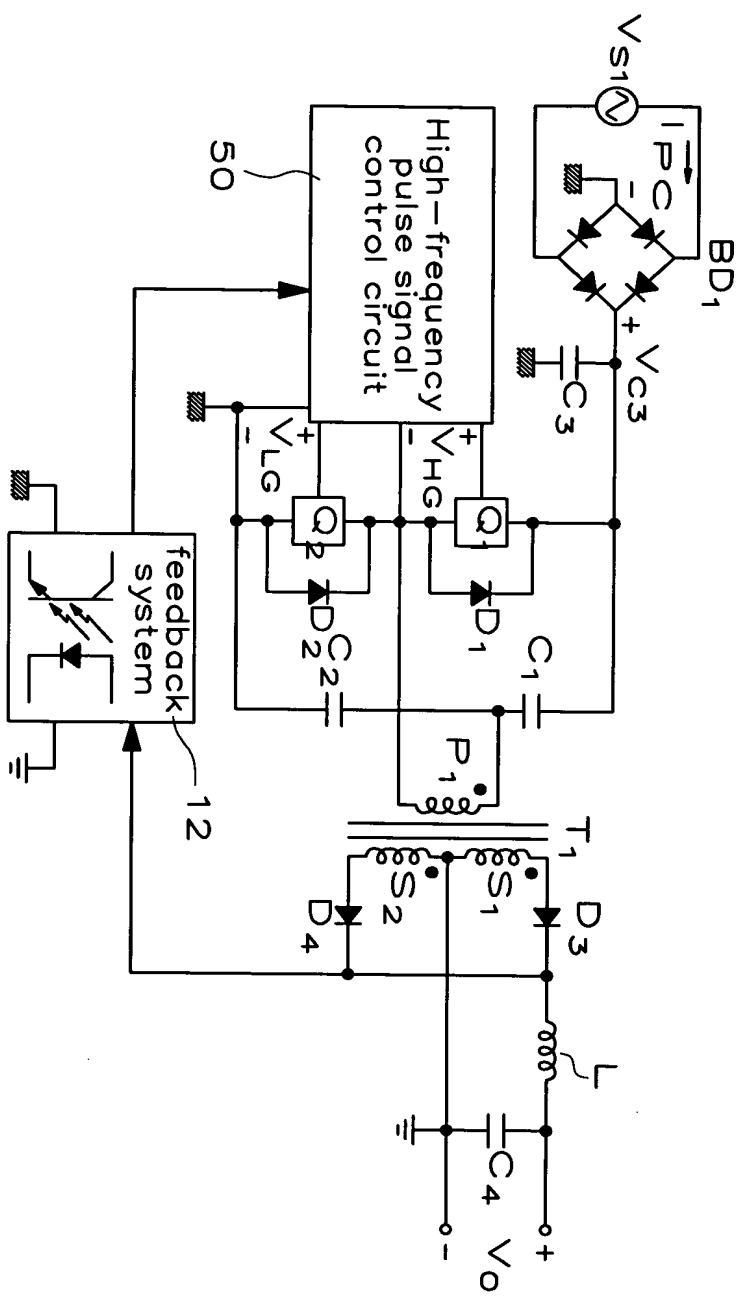 VS1
IPC
BD1
-
+
VC3
C3
High-frequency
pulse signal
control circuit
50
+
VHG
-
+
VLG
-
Q1
D1
Q2
D2
C1
C2
P1
T1
S1
S2
D3
D4
L
C4
+
Vo
-
feedback
system
12